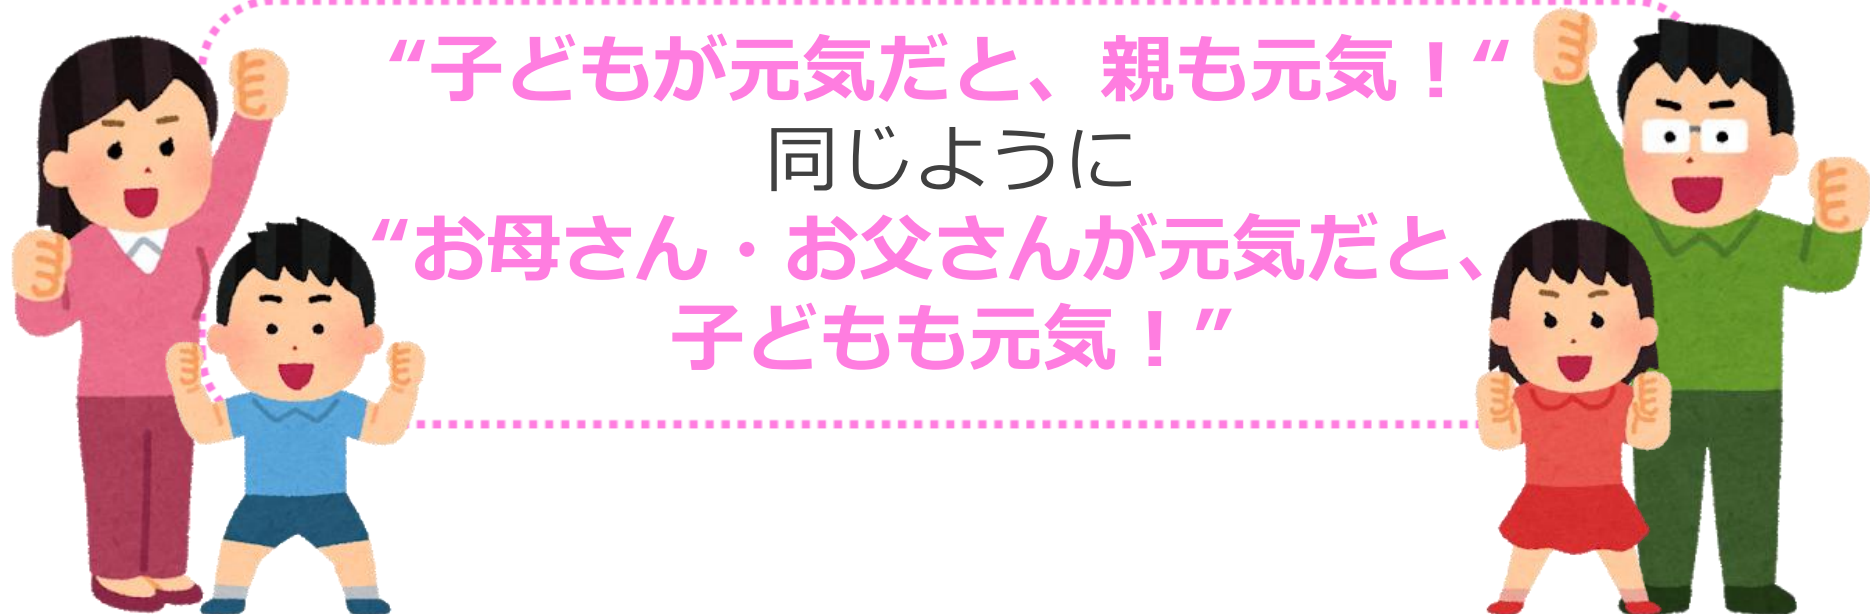 “子どもが元気だと、親も元気！“
同じように
“お母さん・お父さんが元気だと、
子どもも元気！”